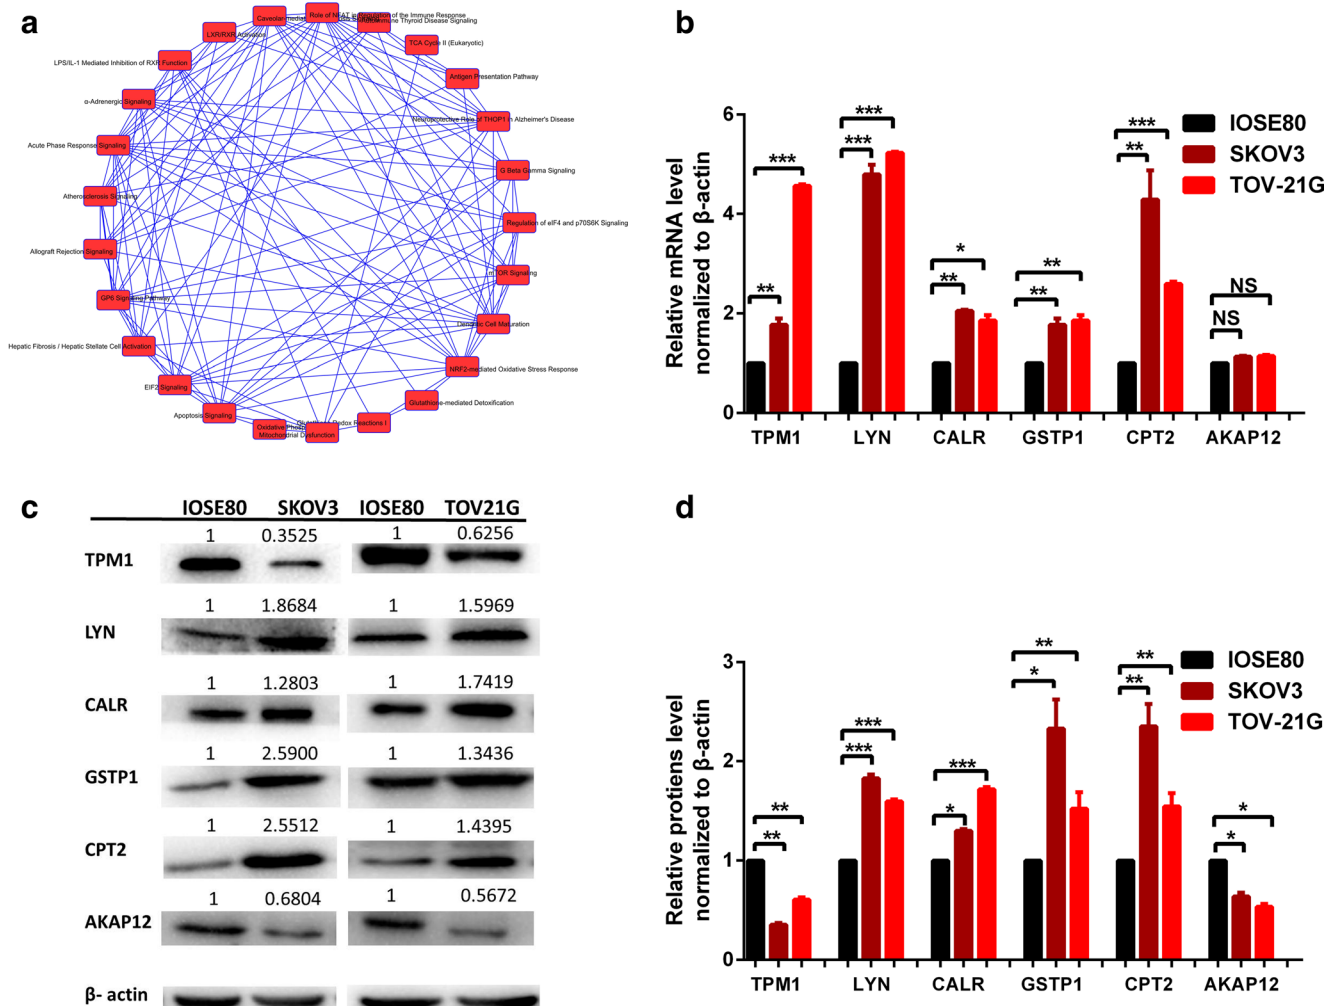 a
Caveolar-mediated
Role of NFAT in Regulation of the Immune Response
Autoimmune Thyroid Disease Signaling
LXR/RXR Activation
TCA Cycle II (Eukaryotic)
LPS/IL-1 Mediated Inhibition of RXR Function
Antigen Presentation Pathway
α-Adrenergic Signaling
Neuroprotective Role of THOP1 in Alzheimer's Disease
Acute Phase Response Signaling
G Beta Gamma Signaling
Atherosclerosis Signaling
Regulation of eIF4 and p70S6K Signaling
Allograft Rejection Signaling
mTOR Signaling
GP6 Signaling Pathway
Dendritic Cell Maturation
Hepatic Fibrosis / Hepatic Stellate Cell Activation
NRF2-mediated Oxidative Stress Response
EIF2 Signaling
Glutathione-mediated Detoxification
Apoptosis Signaling
Redox Reactions I
Oxidative
Mitochondrial Dysfunction
b
Relative mRNA level
normalized to β-actin
6
4
2
0
** ***
*** ***
** *
** **
** ***
NS NS
IOSE80
SKOV3
TOV-21G
TPM1 LYN CALR GSTP1 CPT2 AKAP12
c
IOSE80 SKOV3 IOSE80 TOV21G
1 0.3525 1 0.6256
TPM1
1 1.8684 1 1.5969
LYN
1 1.2803 1 1.7419
CALR
1 2.5900 1 1.3436
GSTP1
1 2.5512 1 1.4395
CPT2
1 0.6804 1 0.5672
AKAP12
β- actin
d
Relative protiens level
normalized to β-actin
3
2
1
0
** **
*** ***
* ***
* **
** **
* *
IOSE80
SKOV3
TOV-21G
TPM1 LYN CALR GSTP1 CPT2 AKAP12